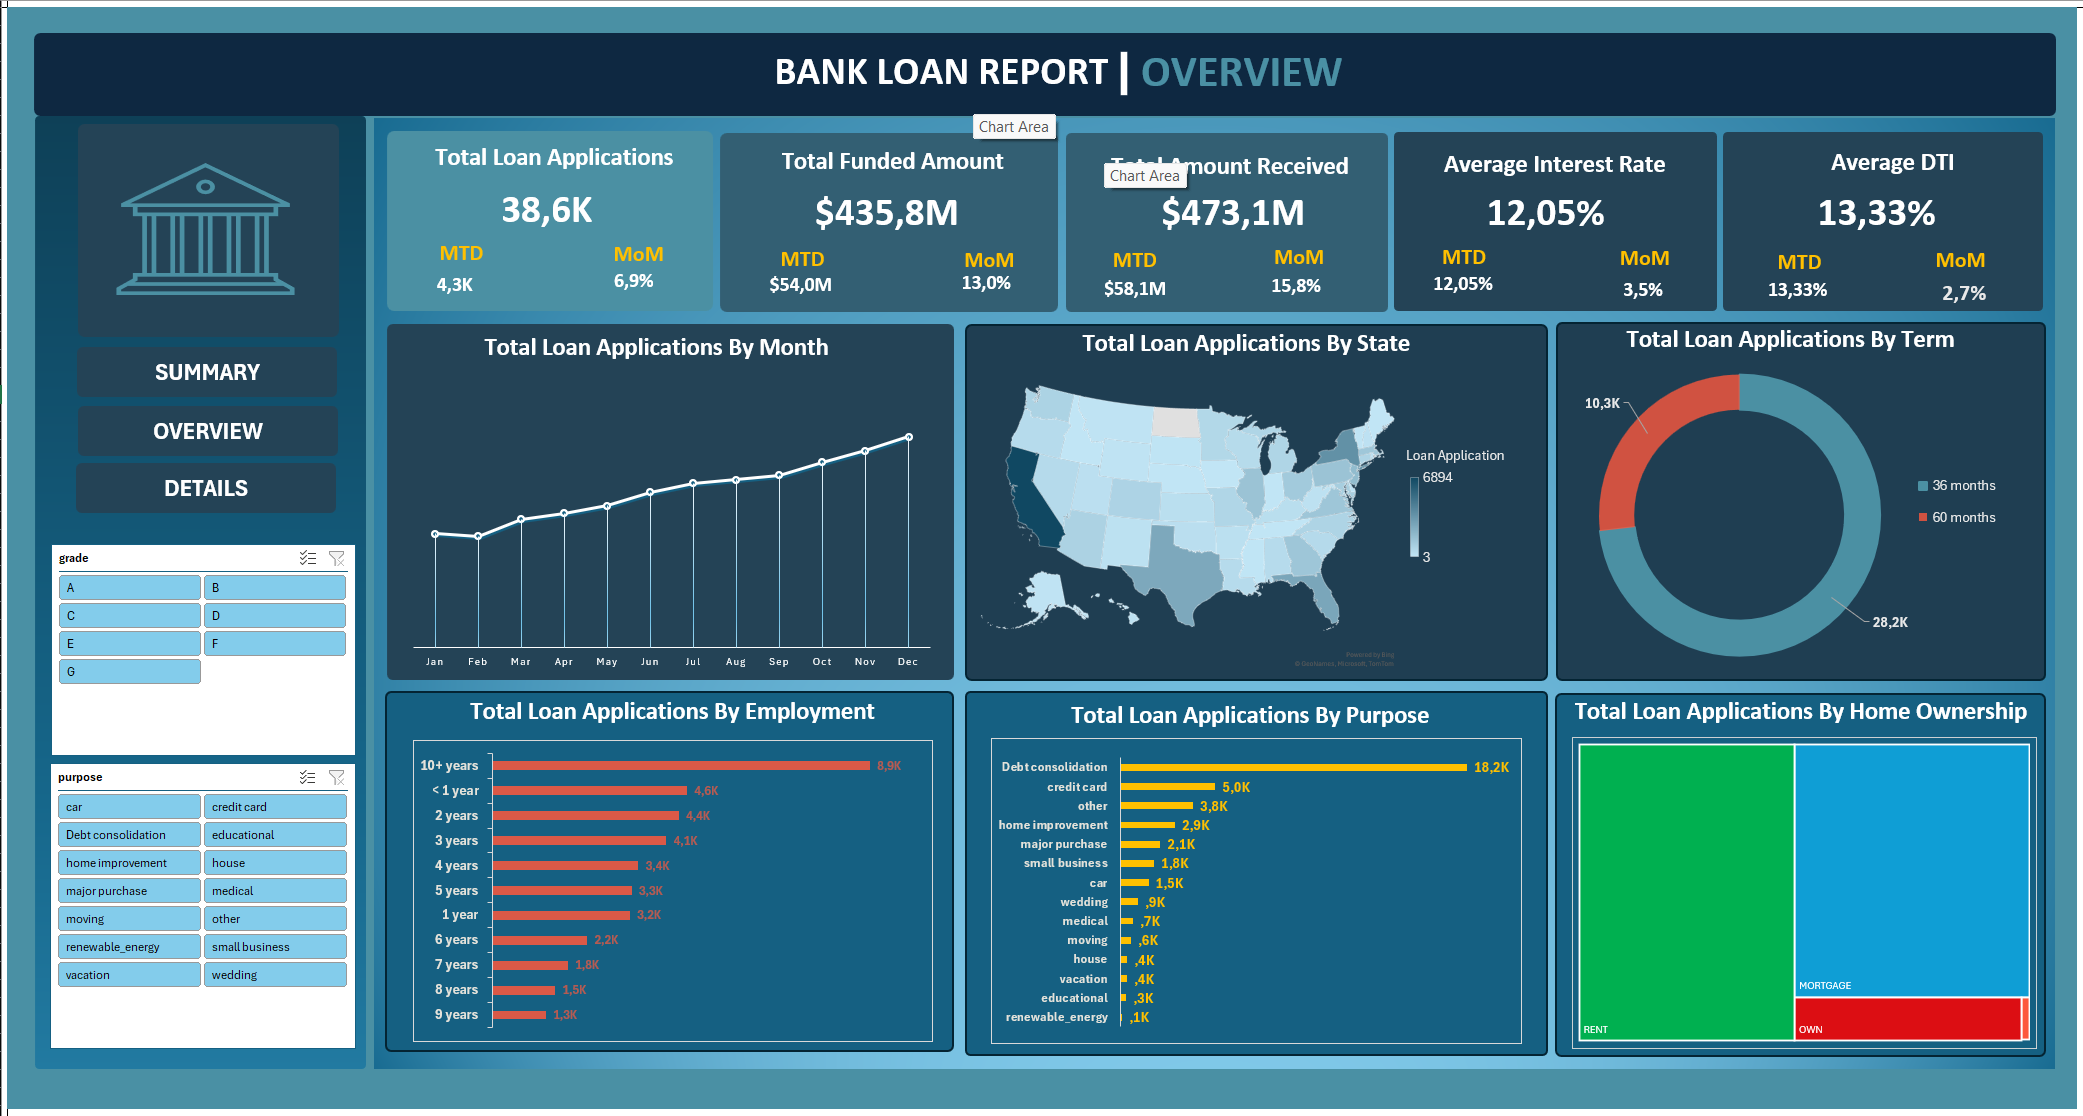 BANK LOAN REPORT | OVERVIEW
Chart Area
Total Loan Applications
38,6K
MTD
MoM
4,3K
6,9%
Total Funded Amount
$435,8M
MTD
MoM
$54,0M
13,0%
Amount Received
Chart Area
$473,1M
MTD
MoM
$58,1M
15,8%
Average Interest Rate
12,05%
MTD
MoM
12,05%
3,5%
Average DTI
13,33%
MTD
MoM
13,33%
2,7%
SUMMARY
OVERVIEW
DETAILS
grade
A
B
C
D
E
F
G
purpose
car
credit card
Debt consolidation
educational
home improvement
house
major purchase
medical
moving
other
renewable_energy
small business
vacation
wedding
Total Loan Applications By Month
Jan Feb Mar Apr May Jun Jul Aug Sep Oct Nov Dec
Total Loan Applications By State
Loan Application
6894
3
Powered by Bing
© GeoNames, Microsoft, TomTom
Total Loan Applications By Term
10,3K
36 months
60 months
28,2K
Total Loan Applications By Employment
10+ years 8,9K
< 1 year 4,6K
2 years 4,4K
3 years 4,1K
4 years 3,4K
5 years 3,3K
1 year 3,2K
6 years 2,2K
7 years 1,8K
8 years 1,5K
9 years 1,3K
Total Loan Applications By Purpose
Debt consolidation 18,2K
credit card 5,0K
other 3,8K
home improvement 2,9K
major purchase 2,1K
small business 1,8K
car 1,5K
wedding ,9K
medical ,7K
moving ,6K
house ,4K
vacation ,4K
educational ,3K
renewable_energy ,1K
Total Loan Applications By Home Ownership
RENT
MORTGAGE
OWN